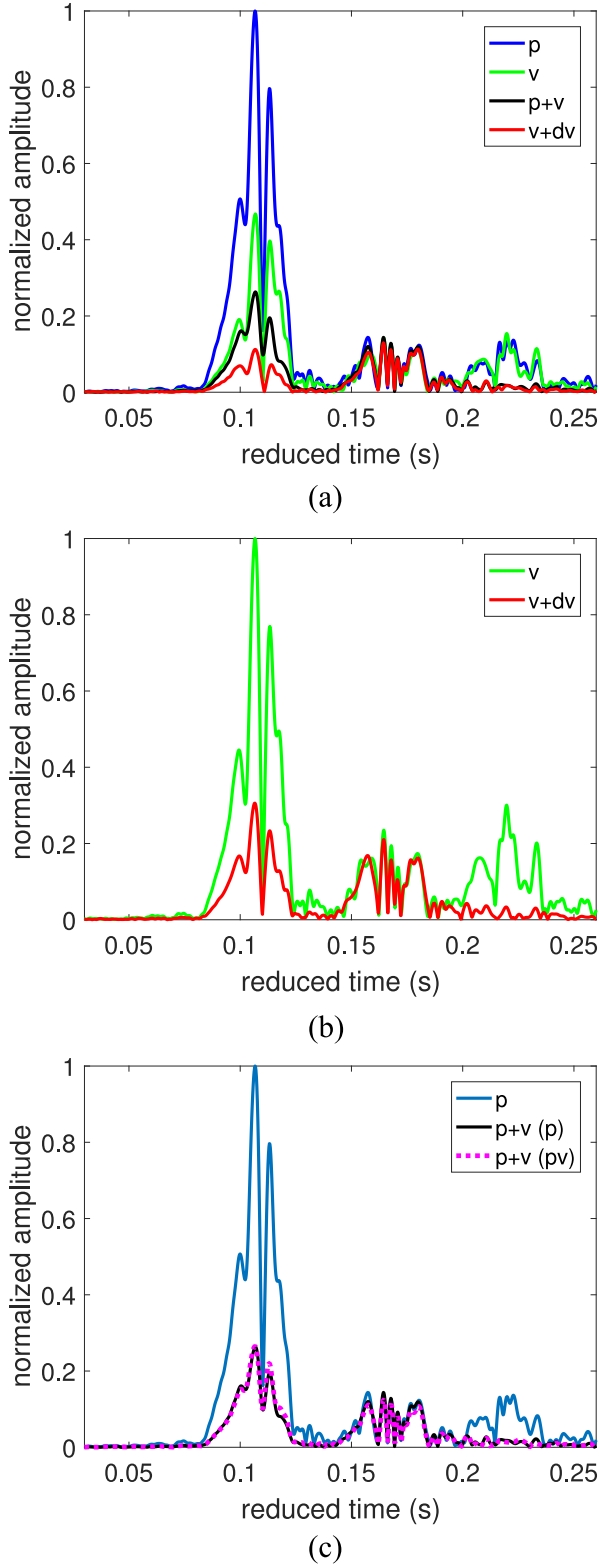 1
0.8
0.6
0.4
0.2
0
normalized amplitude
p
v
p+v
v+dv
0.05 0.1 0.15 0.2 0.25
reduced time (s)
(a)
1
0.8
0.6
0.4
0.2
0
normalized amplitude
v
v+dv
0.05 0.1 0.15 0.2 0.25
reduced time (s)
(b)
1
0.8
0.6
0.4
0.2
0
normalized amplitude
p
p+v (p)
p+v (pv)
0.05 0.1 0.15 0.2 0.25
reduced time (s)
(c)